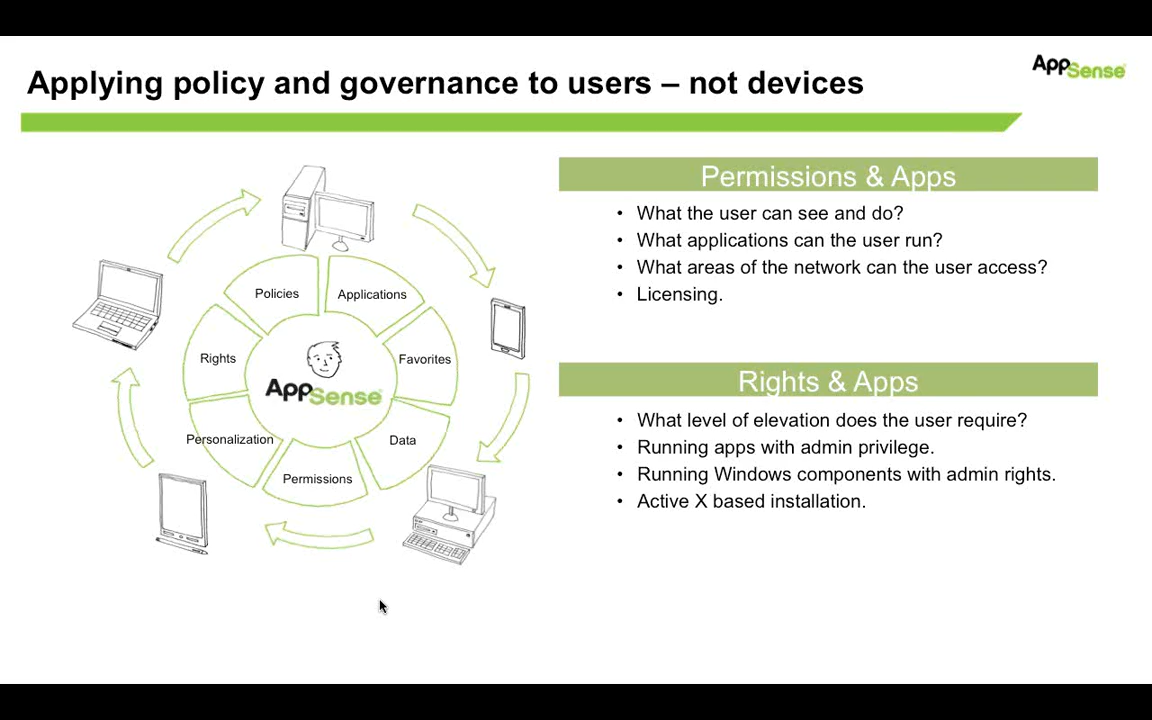 Applying policy and governance to users – not devices
AppSense
Policies
Applications
Rights
Favorites
AppSense
Personalization
Data
Permissions
Permissions & Apps
• What the user can see and do?
• What applications can the user run?
• What areas of the network can the user access?
• Licensing.
Rights & Apps
• What level of elevation does the user require?
• Running apps with admin privilege.
• Running Windows components with admin rights.
• Active X based installation.